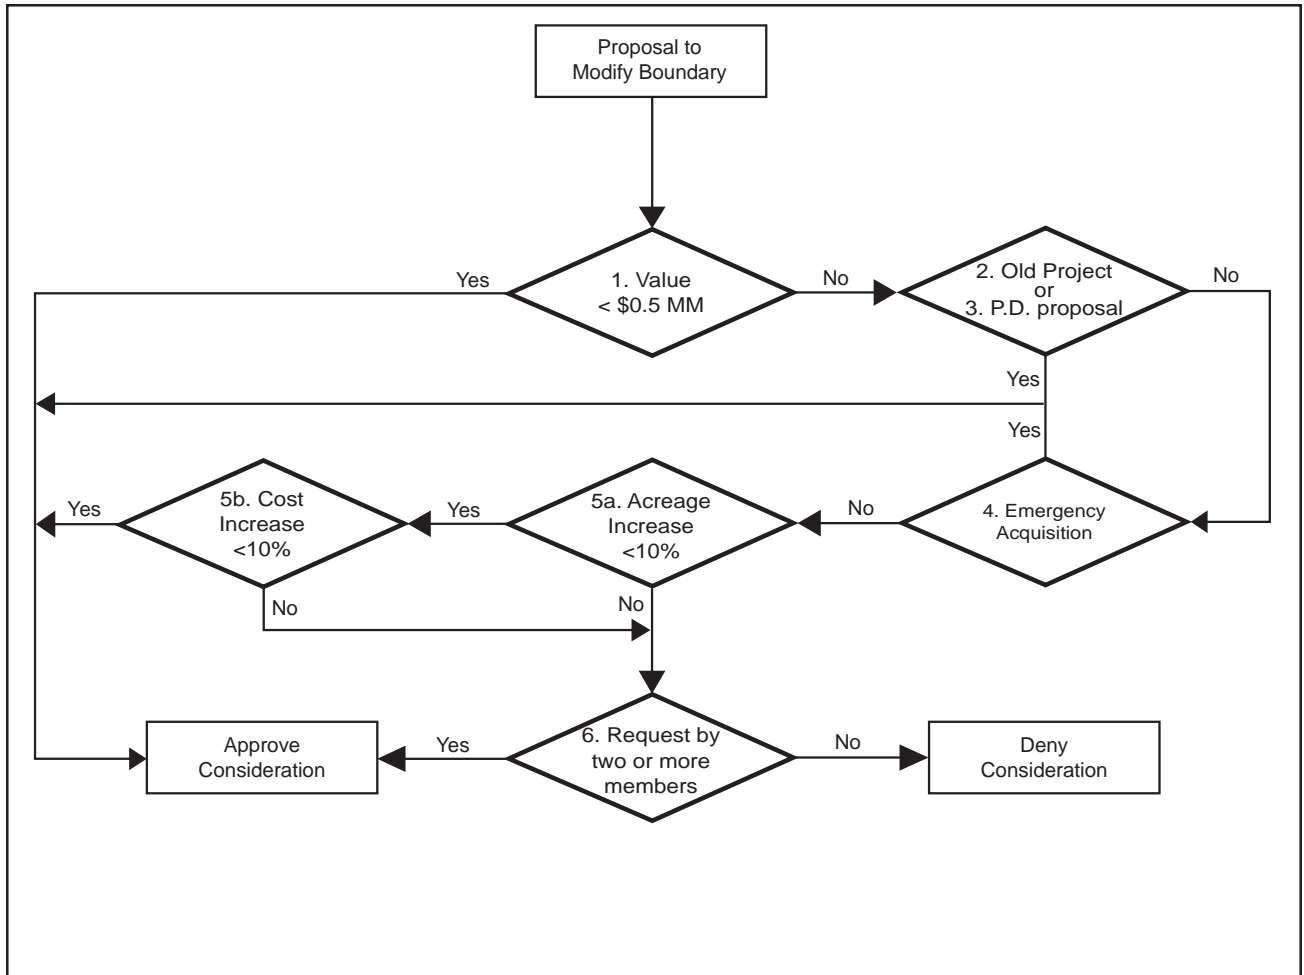 Proposal to
Modify Boundary
Yes
1. Value
< $0.5 MM
No
2. Old Project
or
3. P.D. proposal
No
Yes
Yes
Yes
5b. Cost
Increase
<10%
Yes
5a. Acreage
Increase
<10%
No
4. Emergency
Acquisition
No
No
Approve
Consideration
Yes
6. Request by
two or more
members
No
Deny
Consideration